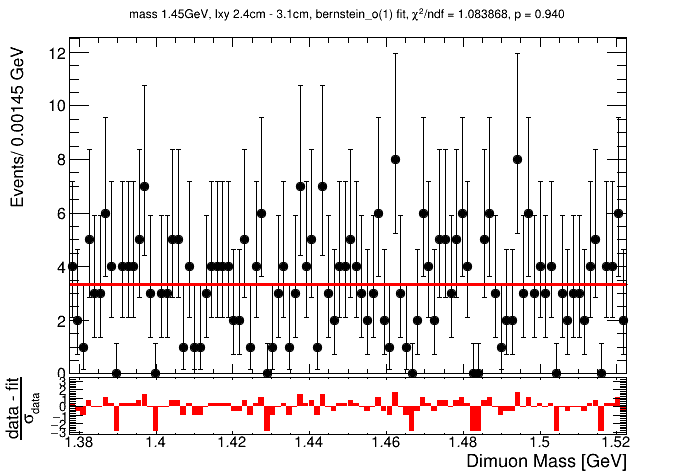 mass 1.45GeV, lxy 2.4cm - 3.1cm, bernstein_o(1) fit, χ²/ndf = 1.083868, p = 0.940
Events/ 0.00145 GeV
12
10
8
6
4
2
0
data - fit
σdata
3
2
1
0
−1
−2
−3
1.38 1.4 1.42 1.44 1.46 1.48 1.5 1.52
Dimuon Mass [GeV]